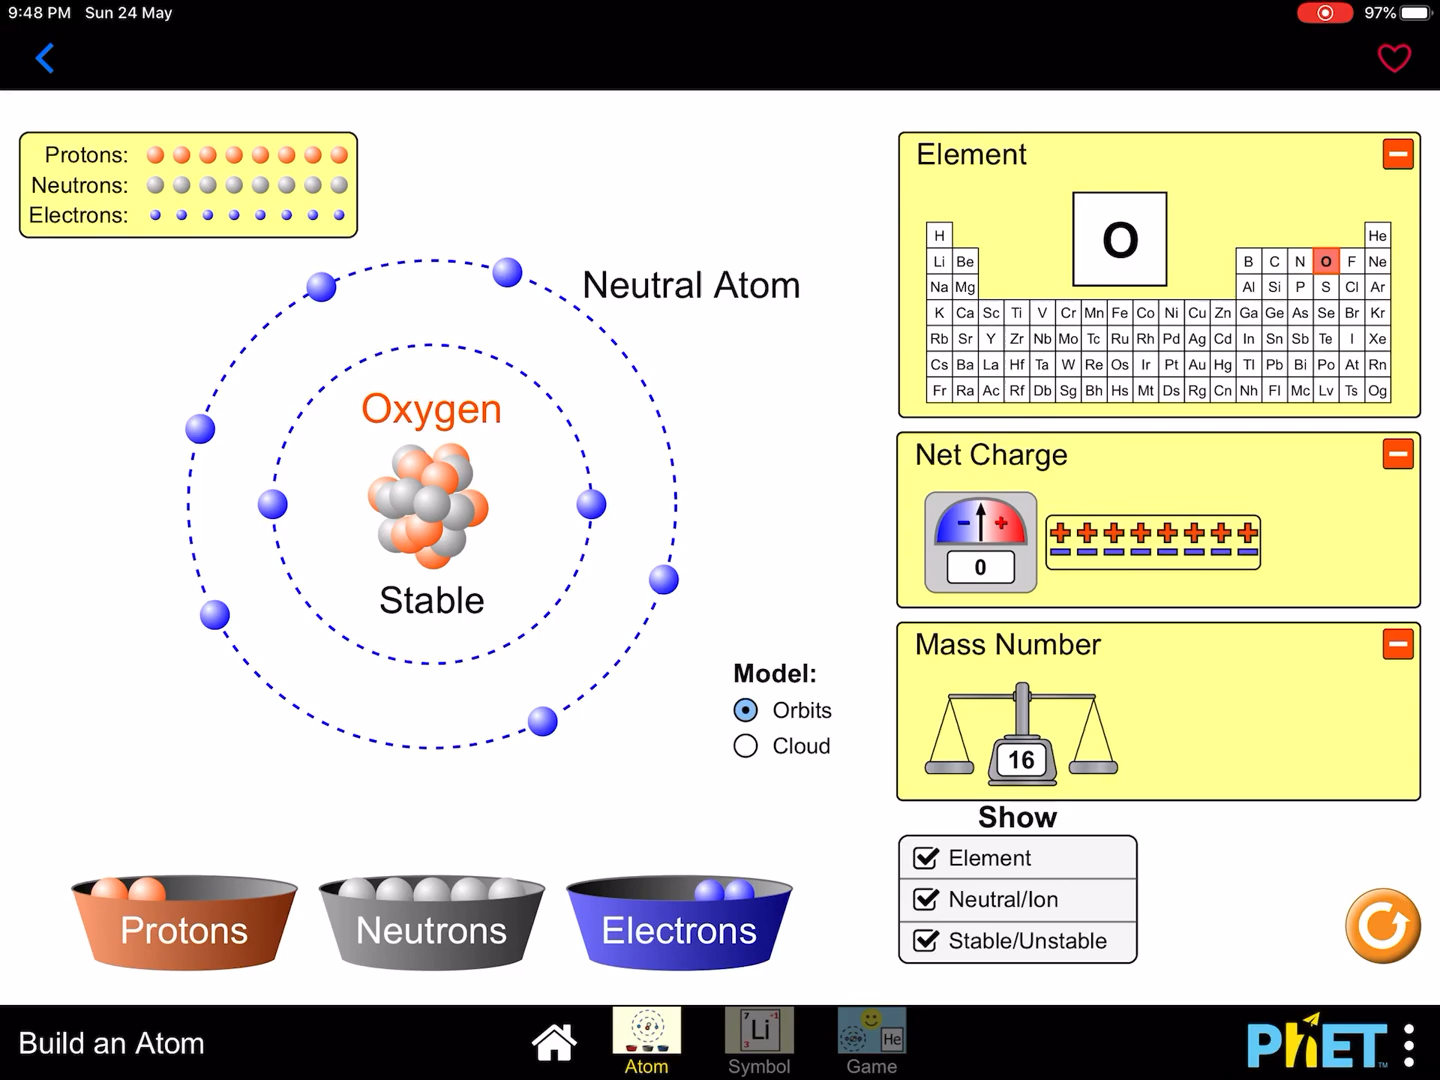 9:48 PM Sun 24 May
97%
Protons:
Neutrons:
Electrons:
Neutral Atom
Oxygen
Stable
Model:
Orbits
Cloud
Protons
Neutrons
Electrons
Element
O
H He
Li Be B C N O F Ne
Na Mg Al Si P S Cl Ar
K Ca Sc Ti V Cr Mn Fe Co Ni Cu Zn Ga Ge As Se Br Kr
Rb Sr Y Zr Nb Mo Tc Ru Rh Pd Ag Cd In Sn Sb Te I Xe
Cs Ba La Hf Ta W Re Os Ir Pt Au Hg Tl Pb Bi Po At Rn
Fr Ra Ac Rf Db Sg Bh Hs Mt Ds Rg Cn Nh Fl Mc Lv Ts Og
Net Charge
- +
0
+ + + + + + + +
− − − − − − − −
Mass Number
16
Show
Element
Neutral/Ion
Stable/Unstable
Build an Atom
Atom
7 -1
Li
3
Symbol
He
Game
PhET™